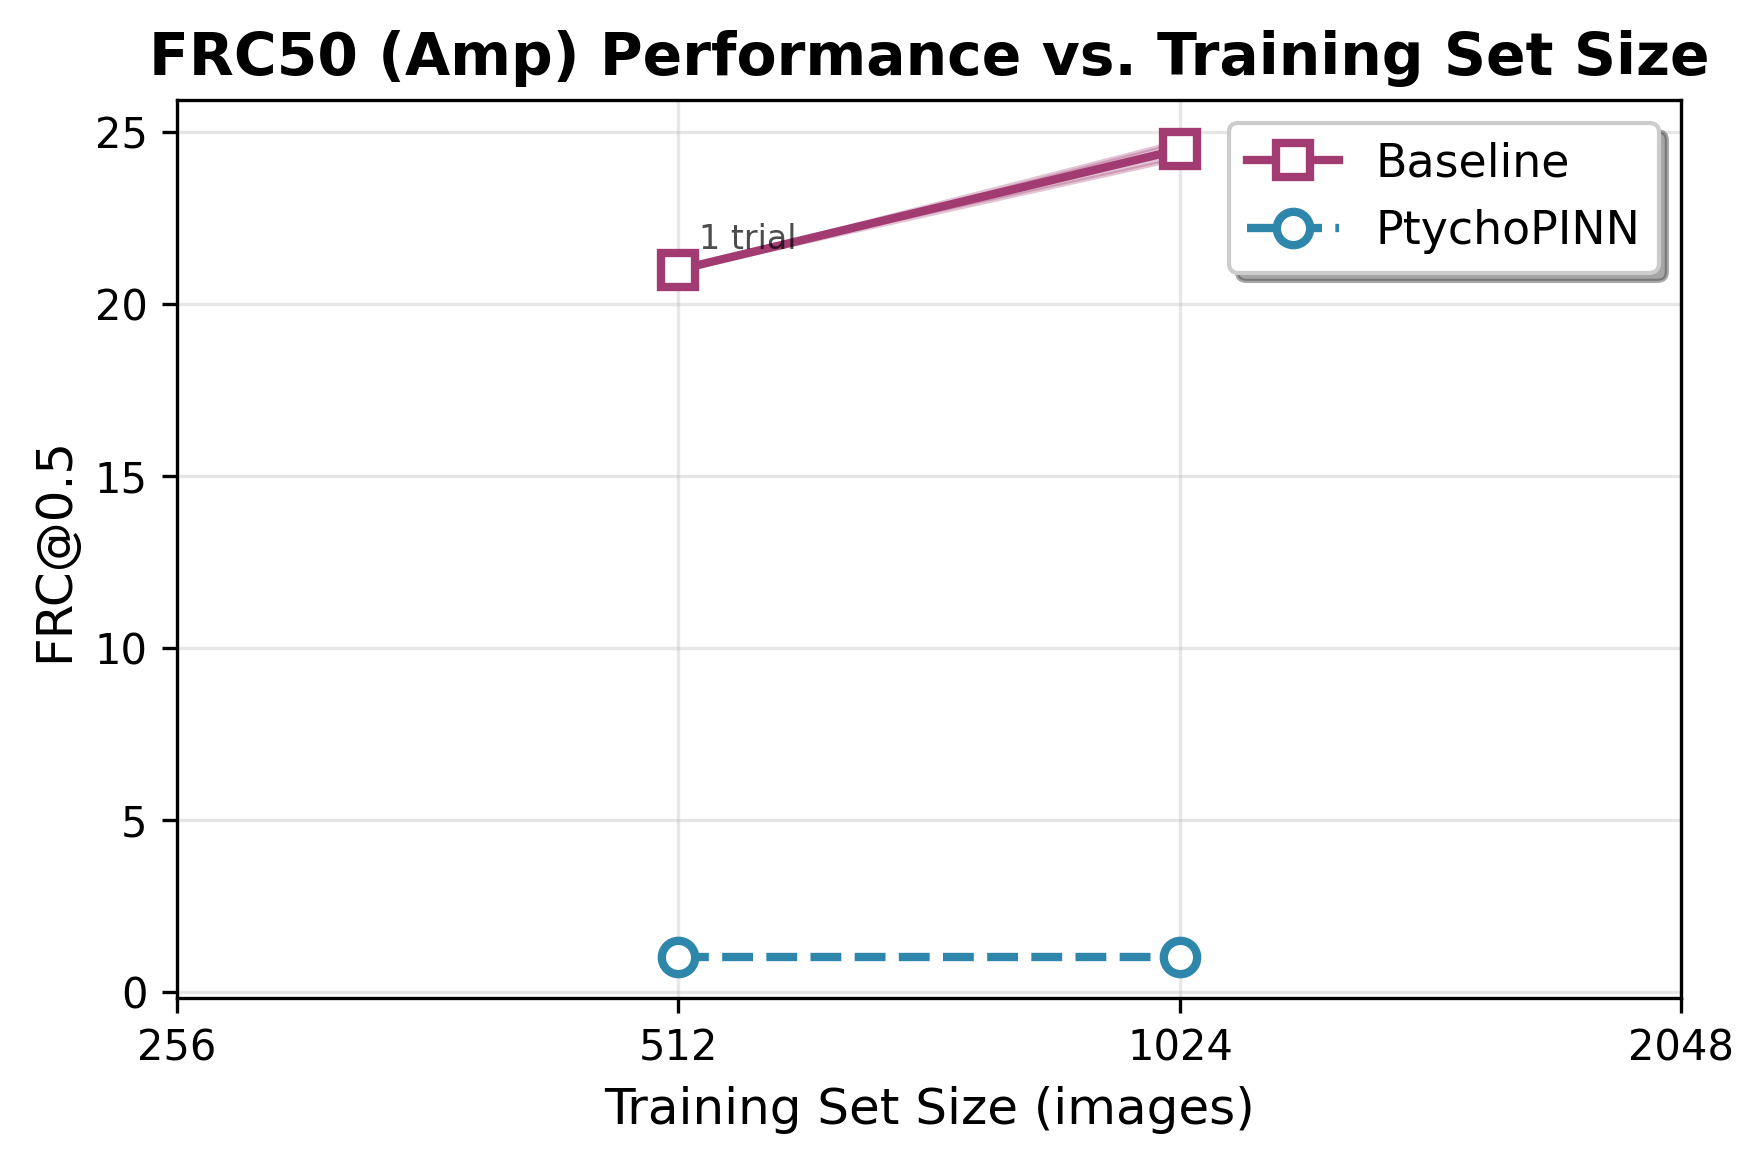 FRC50 (Amp) Performance vs. Training Set Size
25
20
15
10
5
0
FRC@0.5
1 trial
Baseline
PtychoPINN
256
512
1024
2048
Training Set Size (images)